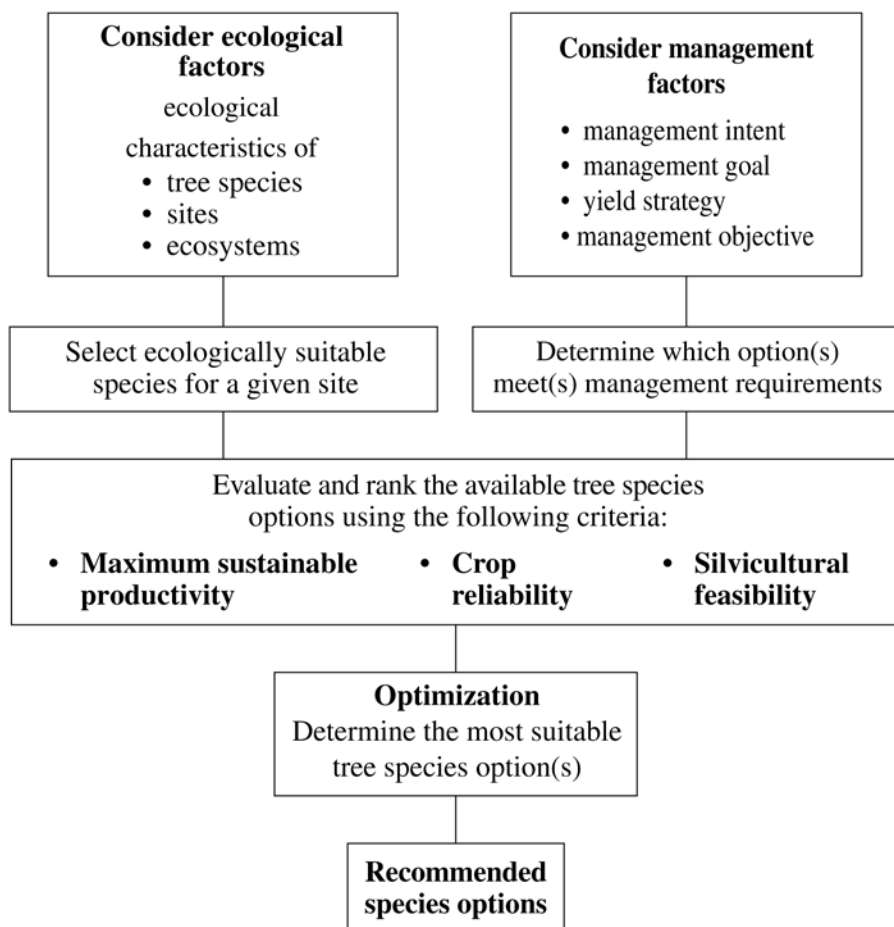 Consider ecological
factors
ecological
characteristics of
• tree species
• sites
• ecosystems
Consider management
factors
• management intent
• management goal
• yield strategy
• management objective
Select ecologically suitable
species for a given site
Determine which option(s)
meet(s) management requirements
Evaluate and rank the available tree species
options using the following criteria:
• Maximum sustainable
productivity
• Crop
reliability
• Silvicultural
feasibility
Optimization
Determine the most suitable
tree species option(s)
Recommended
species options